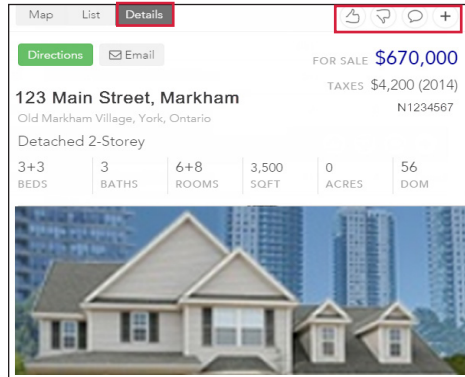 Map List Details
Directions Email
FOR SALE $670,000
TAXES $4,200 (2014)
N1234567
123 Main Street, Markham
Old Markham Village, York, Ontario
Detached 2-Storey
3+3 3 6+8 3,500 0 56
BEDS BATHS ROOMS SQFT ACRES DOM